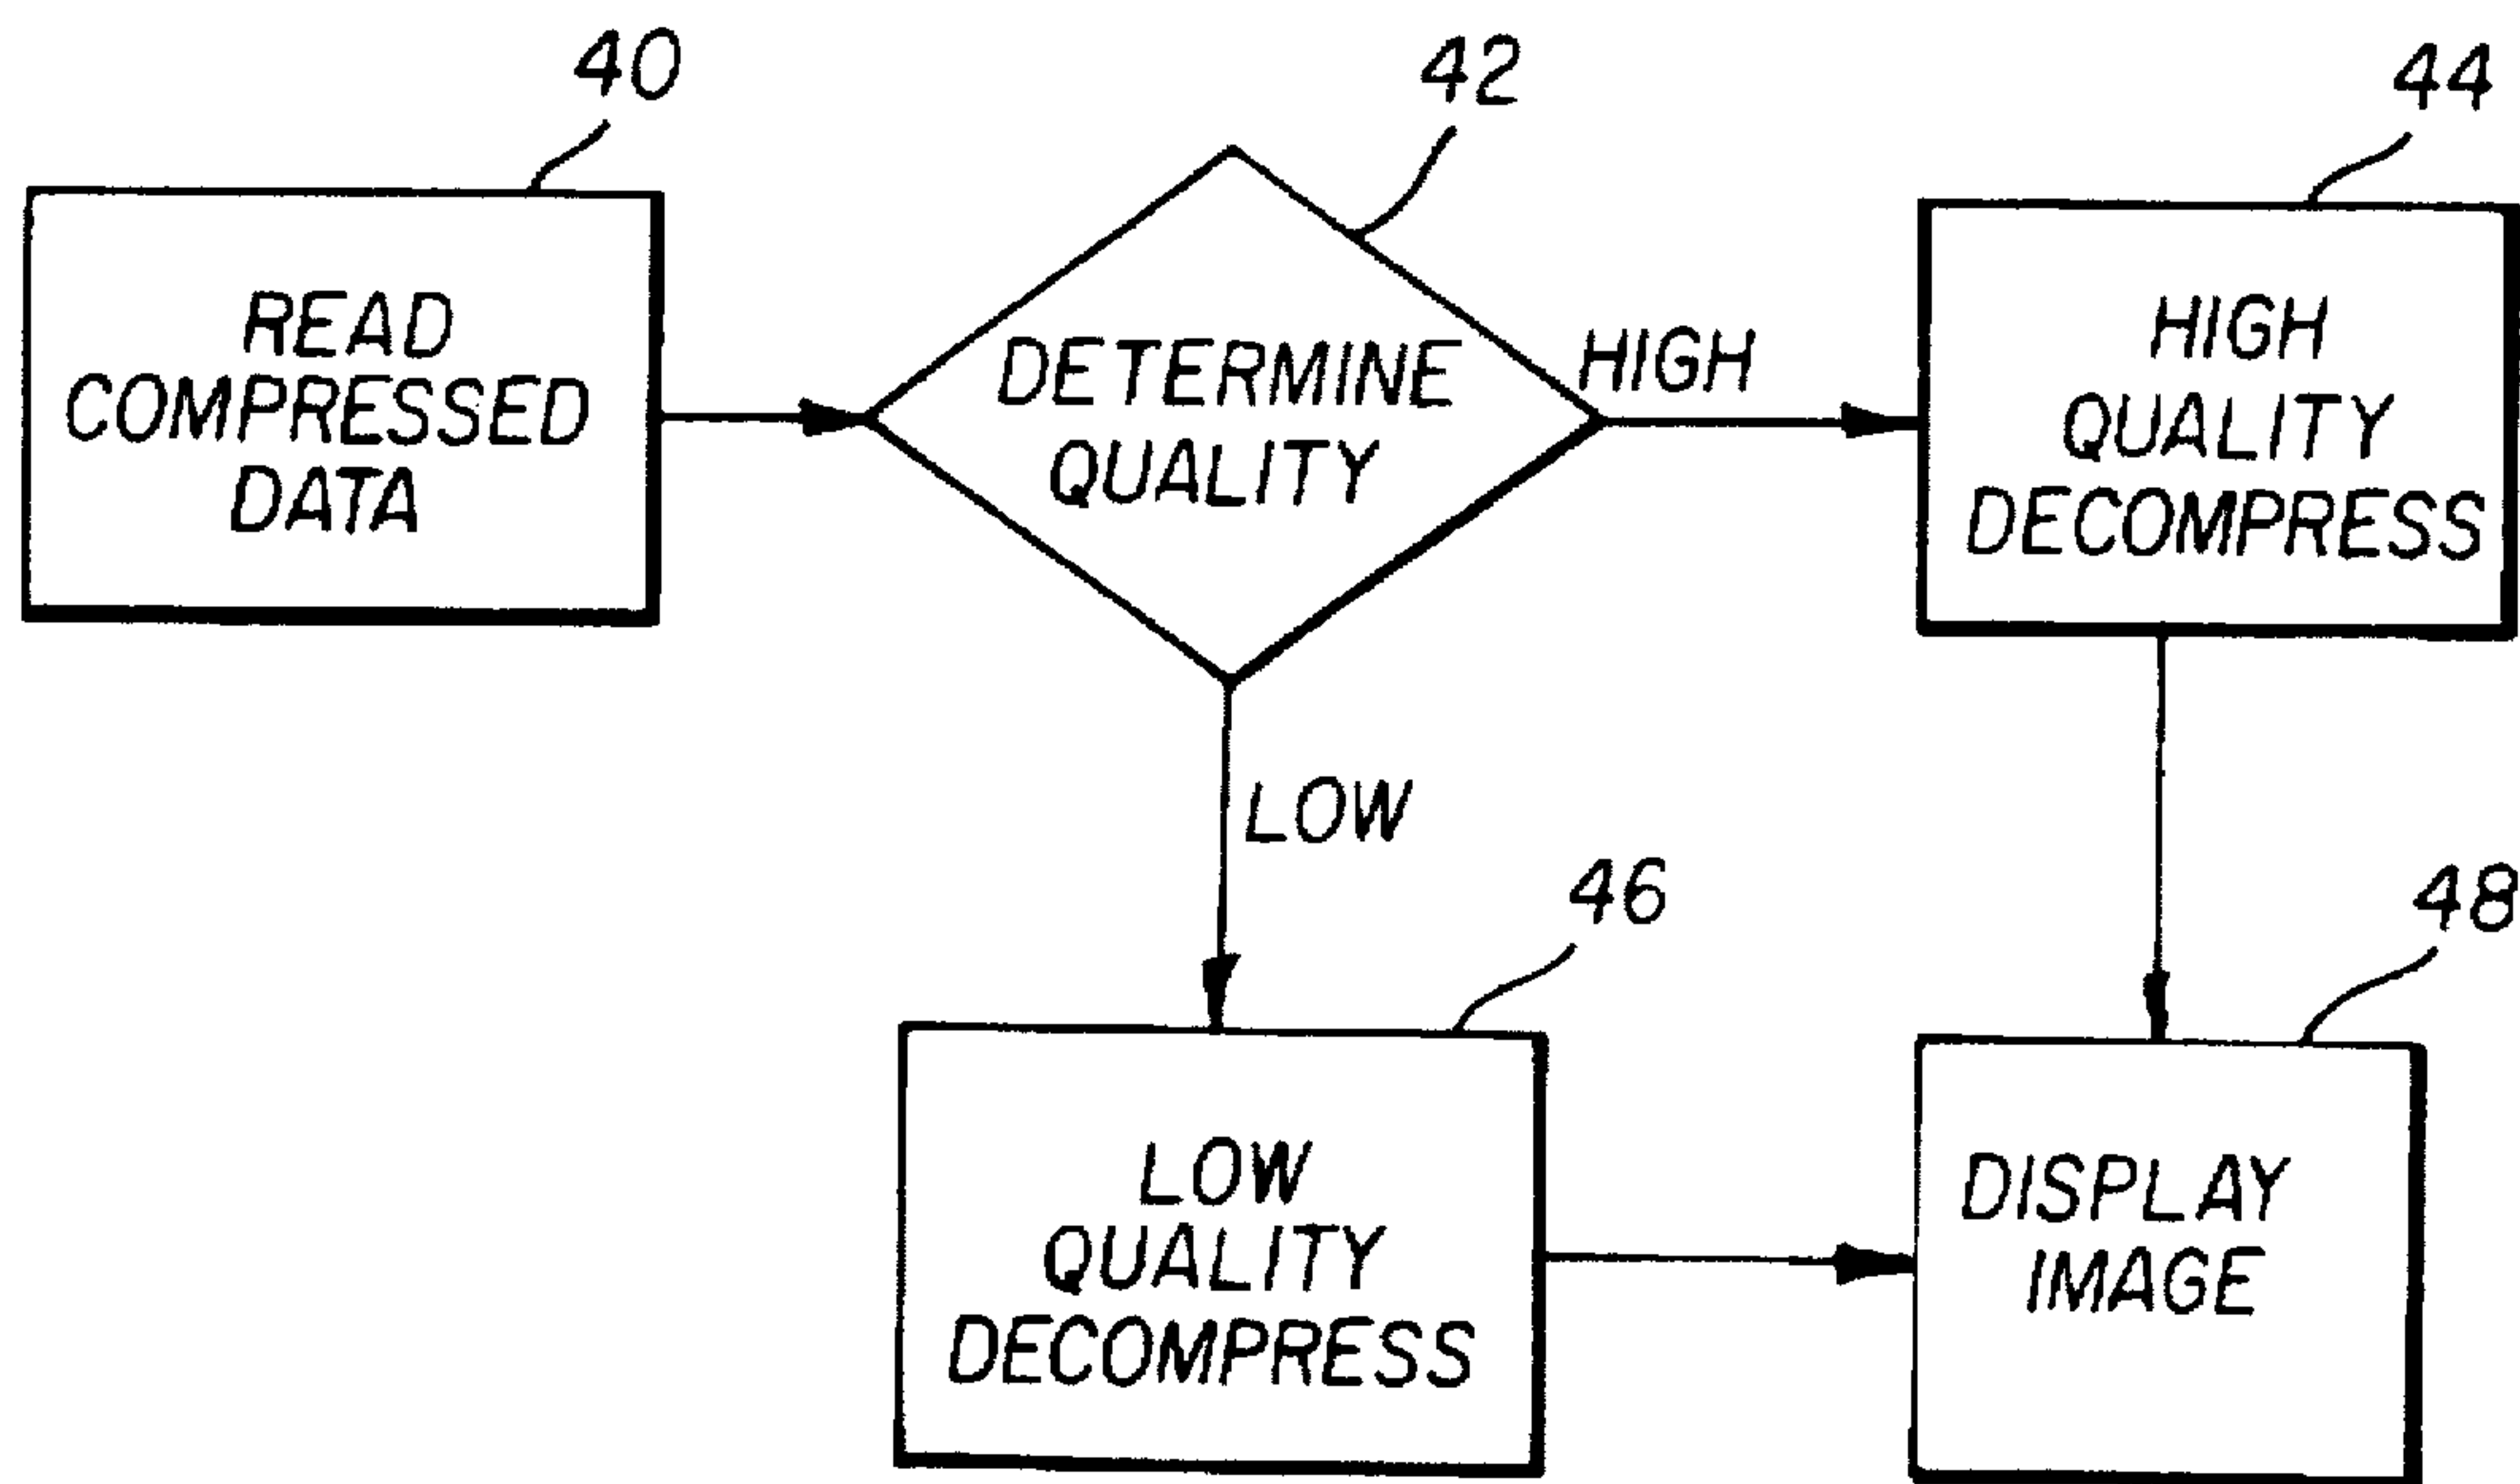 40
42
44
READ
COMPRESSED
DATA
DETERMINE
QUALITY
HIGH
HIGH
QUALITY
DECOMPRESS
LOW
46
48
LOW
QUALITY
DECOMPRESS
DISPLAY
IMAGE